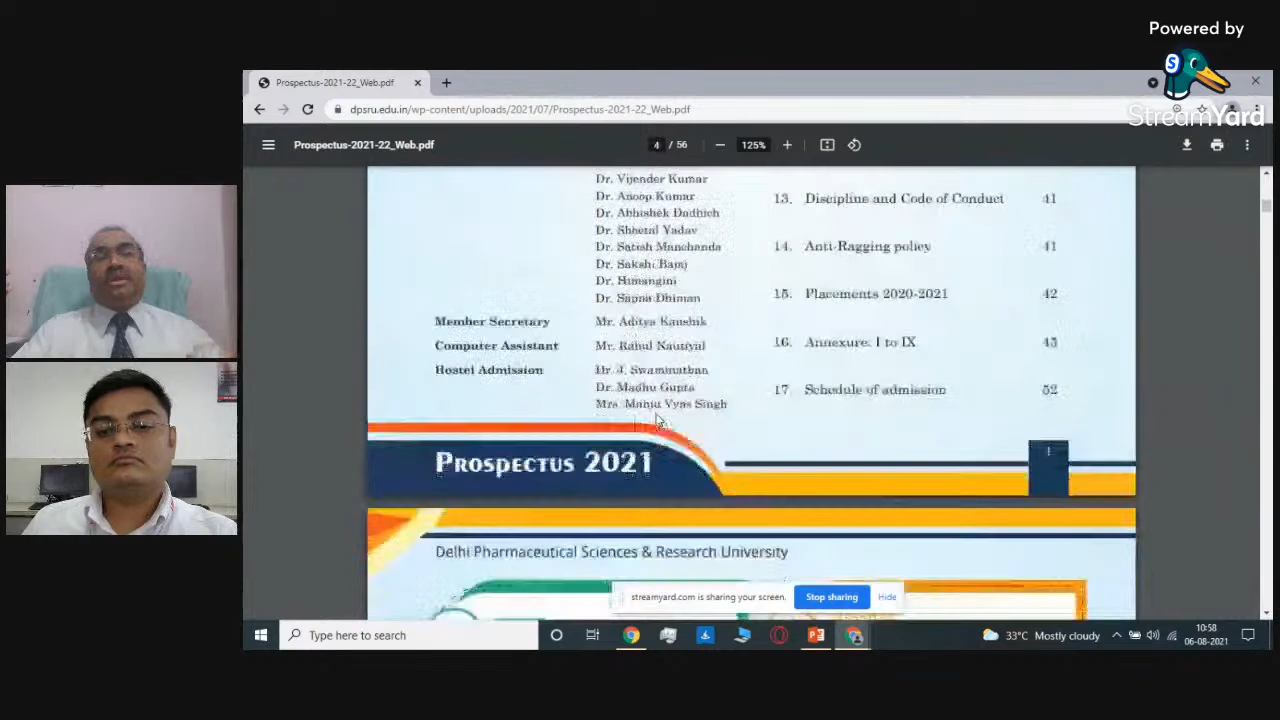 Powered by
StreamYard
Prospectus-2021-22_Web.pdf
dpsru.edu.in/wp-content/uploads/2021/07/Prospectus-2021-22_Web.pdf
Prospectus-2021-22_Web.pdf
4 / 56
125%
Dr. Vijender Kumar
Dr. Anoop Kumar
Dr. Abhishek Dadhich
Dr. Sheetal Yadav
Dr. Satish Manchanda
Dr. Sakshi Bajaj
Dr. Himangini
Dr. Sapna Dhiman
Member Secretary Mr. Aditya Kaushik
Computer Assistant Mr. Rahul Nautiyal
Hostel Admission Dr. J. Swaminathan
Dr. Madhu Gupta
Mrs. Manju Vyas Singh
13. Discipline and Code of Conduct 41
14. Anti-Ragging policy 41
15. Placements 2020-2021 42
16. Annexure. I to IX 43
17 Schedule of admission 52
PROSPECTUS 2021
Delhi Pharmaceutical Sciences & Research University
streamyard.com is sharing your screen.
Stop sharing
Hide
Type here to search
33°C Mostly cloudy
10:58
06-08-2021